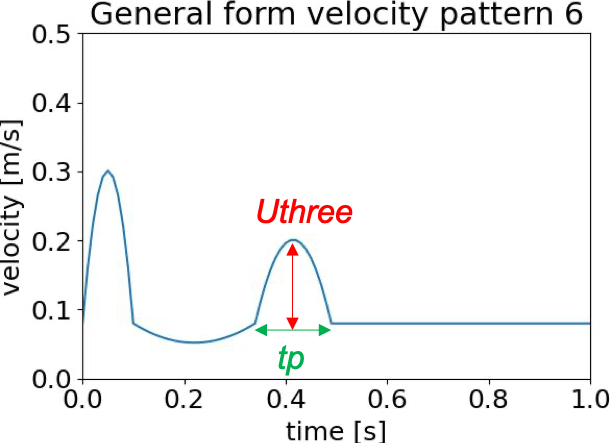 General form velocity pattern 6
0.5
0.4
0.3
0.2
0.1
0.0
velocity [m/s]
Uthree
tp
0.0 0.2 0.4 0.6 0.8 1.0
time [s]